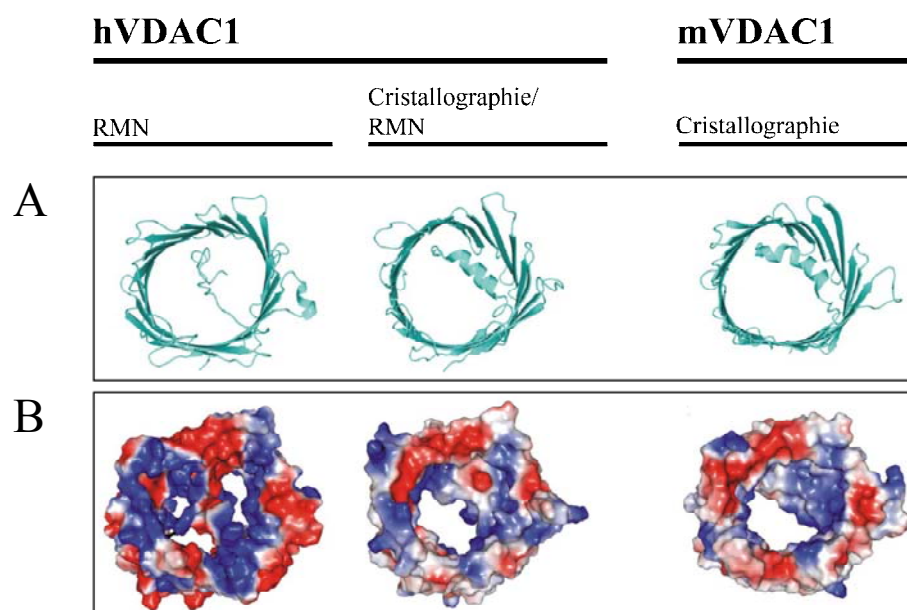 hVDAC1
mVDAC1
RMN
Cristallographie/
RMN
Cristallographie
A
B